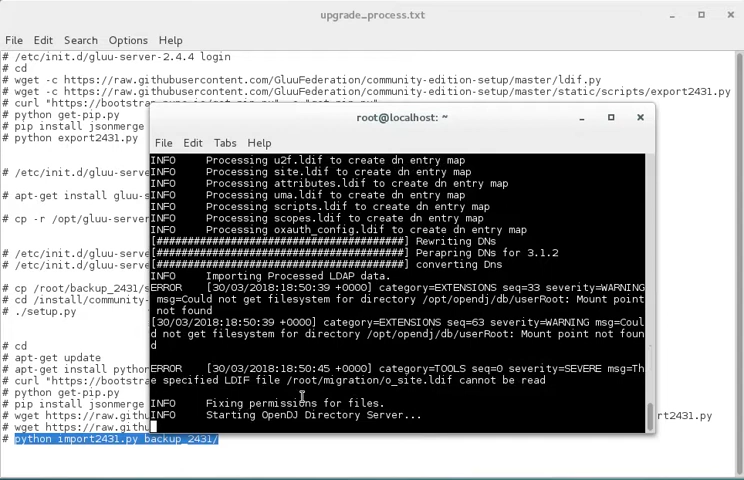 upgrade_process.txt
File Edit Search Options Help
# /etc/init.d/gluu-server-2.4.4 login
# cd
# wget -c https://raw.githubusercontent.com/GluuFederation/community-edition-setup/master/ldif.py
# wget -c https://raw.githubusercontent.com/GluuFederation/community-edition-setup/master/static/scripts/export2431.py
# curl "https://bootstrap
# python get-pip.py
# pip install jsonmerge
# python export2431.py
# /etc/init.d/gluu-serve
# apt-get install gluu-s
# cp -r /opt/gluu-serve
# /etc/init.d/gluu-serve
# /etc/init.d/gluu-serve
# cp /root/backup_2431/s
# cd /install/community-
# ./setup.py
# cd
# apt-get update
# apt-get install python
# curl "https://bootstra
# python get-pip.py
# pip install jsonmerge
# wget https://raw.githu rt2431.py
# wget https://raw.githu
# python import2431.py backup_2431/
root@localhost: ~
File Edit Tabs Help
INFO Processing u2f.ldif to create dn entry map
INFO Processing site.ldif to create dn entry map
INFO Processing attributes.ldif to create dn entry map
INFO Processing uma.ldif to create dn entry map
INFO Processing scripts.ldif to create dn entry map
INFO Processing scopes.ldif to create dn entry map
INFO Processing oxauth_config.ldif to create dn entry map
[########################################] Rewriting DNs
[########################################] Perapring DNs for 3.1.2
[########################################] converting Dns
INFO Importing Processed LDAP data.
ERROR [30/03/2018:18:50:39 +0000] category=EXTENSIONS seq=33 severity=WARNING
msg=Could not get filesystem for directory /opt/opendj/db/userRoot: Mount point
not found
[30/03/2018:18:50:39 +0000] category=EXTENSIONS seq=63 severity=WARNING msg=Coul
d not get filesystem for directory /opt/opendj/db/userRoot: Mount point not foun
d
ERROR [30/03/2018:18:50:45 +0000] category=TOOLS seq=0 severity=SEVERE msg=Th
e specified LDIF file /root/migration/o_site.ldif cannot be read
INFO Fixing permissions for files.
INFO Starting OpenDJ Directory Server...